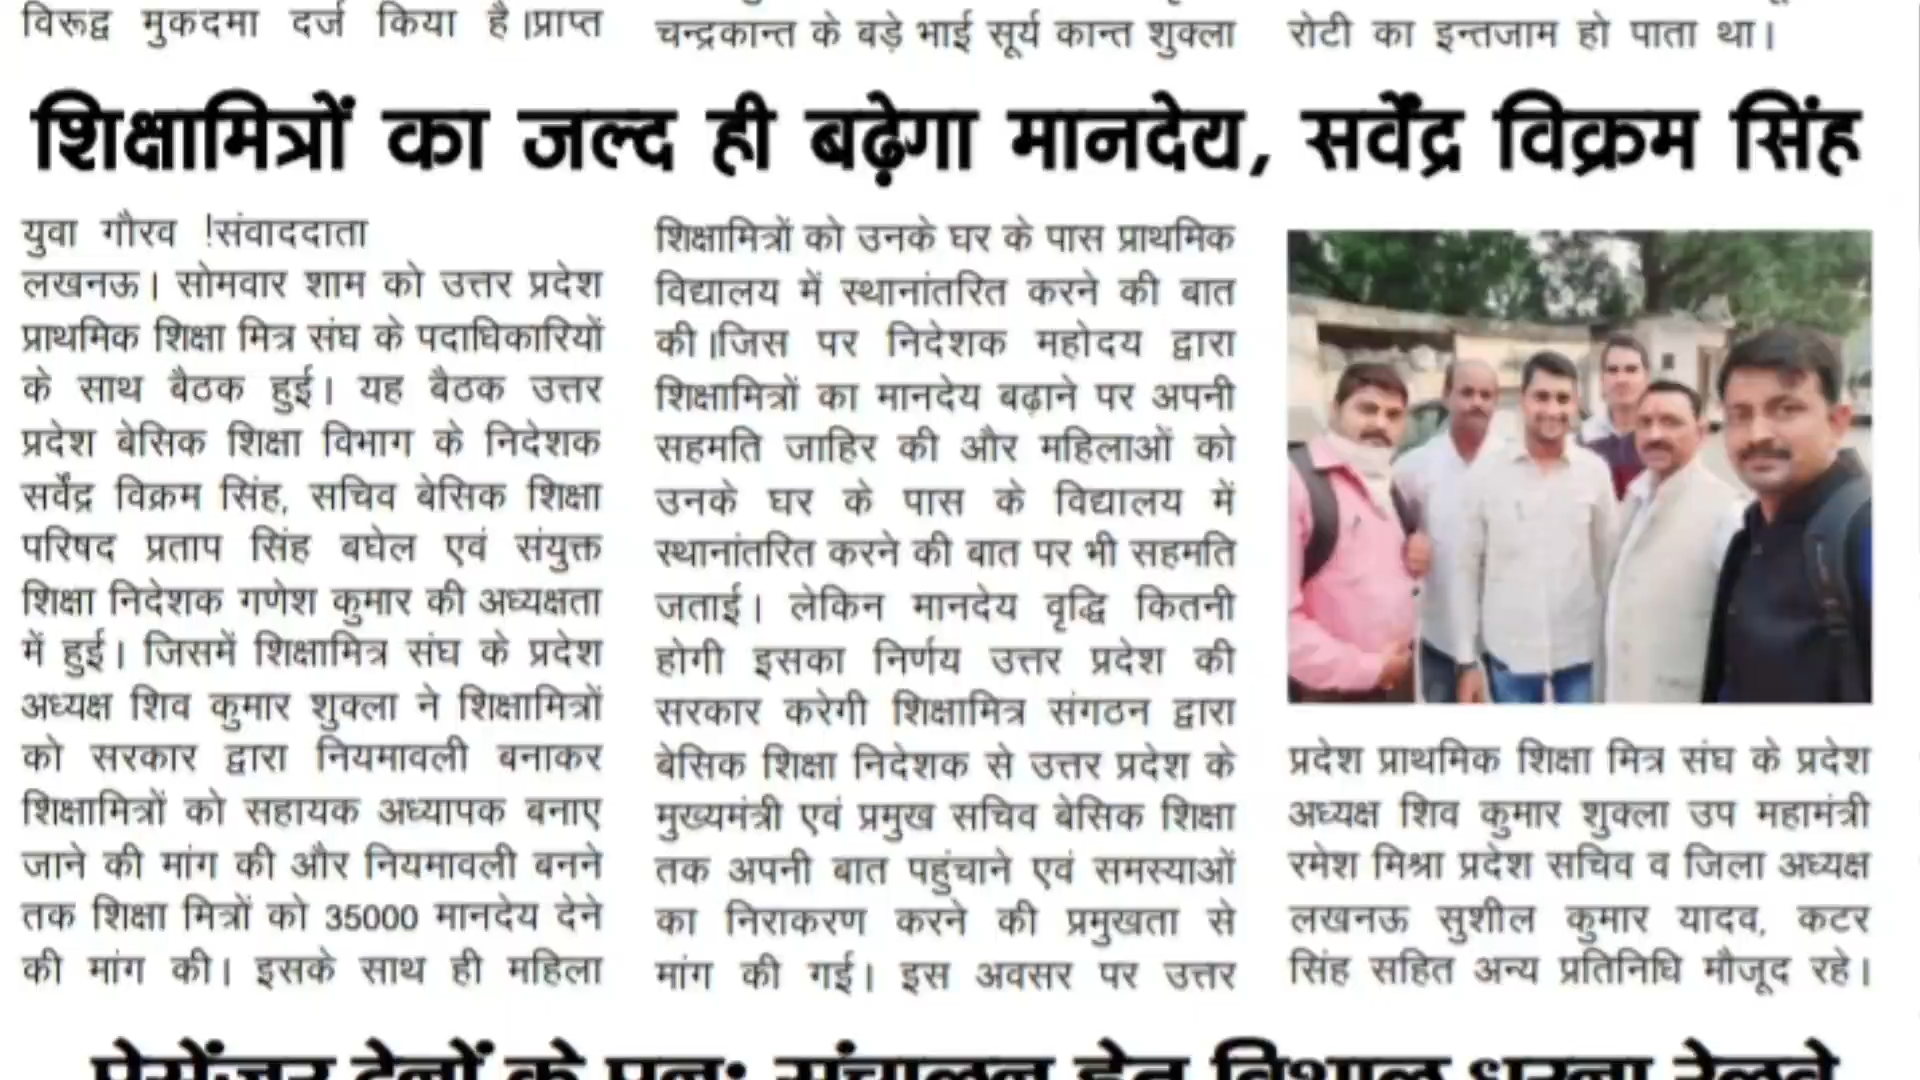 विरूद्व मुकदमा दर्ज किया है।प्राप्त
चन्द्रकान्त के बड़े भाई सूर्य कान्त शुक्ला
रोटी का इन्तजाम हो पाता था।
शिक्षामित्रों का जल्द ही बढ़ेगा मानदेय, सर्वेंद्र विक्रम सिंह
युवा गौरव !संवाददाता
लखनऊ। सोमवार शाम को उत्तर प्रदेश
प्राथमिक शिक्षा मित्र संघ के पदाधिकारियों
के साथ बैठक हुई। यह बैठक उत्तर
प्रदेश बेसिक शिक्षा विभाग के निदेशक
सर्वेंद्र विक्रम सिंह, सचिव बेसिक शिक्षा
परिषद प्रताप सिंह बघेल एवं संयुक्त
शिक्षा निदेशक गणेश कुमार की अध्यक्षता
में हुई। जिसमें शिक्षामित्र संघ के प्रदेश
अध्यक्ष शिव कुमार शुक्ला ने शिक्षामित्रों
को सरकार द्वारा नियमावली बनाकर
शिक्षामित्रों को सहायक अध्यापक बनाए
जाने की मांग की और नियमावली बनने
तक शिक्षा मित्रों को 35000 मानदेय देने
की मांग की। इसके साथ ही महिला
शिक्षामित्रों को उनके घर के पास प्राथमिक
विद्यालय में स्थानांतरित करने की बात
की।जिस पर निदेशक महोदय द्वारा
शिक्षामित्रों का मानदेय बढ़ाने पर अपनी
सहमति जाहिर की और महिलाओं को
उनके घर के पास के विद्यालय में
स्थानांतरित करने की बात पर भी सहमति
जताई। लेकिन मानदेय वृद्धि कितनी
होगी इसका निर्णय उत्तर प्रदेश की
सरकार करेगी शिक्षामित्र संगठन द्वारा
बेसिक शिक्षा निदेशक से उत्तर प्रदेश के
मुख्यमंत्री एवं प्रमुख सचिव बेसिक शिक्षा
तक अपनी बात पहुंचाने एवं समस्याओं
का निराकरण करने की प्रमुखता से
मांग की गई। इस अवसर पर उत्तर
प्रदेश प्राथमिक शिक्षा मित्र संघ के प्रदेश
अध्यक्ष शिव कुमार शुक्ला उप महामंत्री
रमेश मिश्रा प्रदेश सचिव व जिला अध्यक्ष
लखनऊ सुशील कुमार यादव, कटर
सिंह सहित अन्य प्रतिनिधि मौजूद रहे।